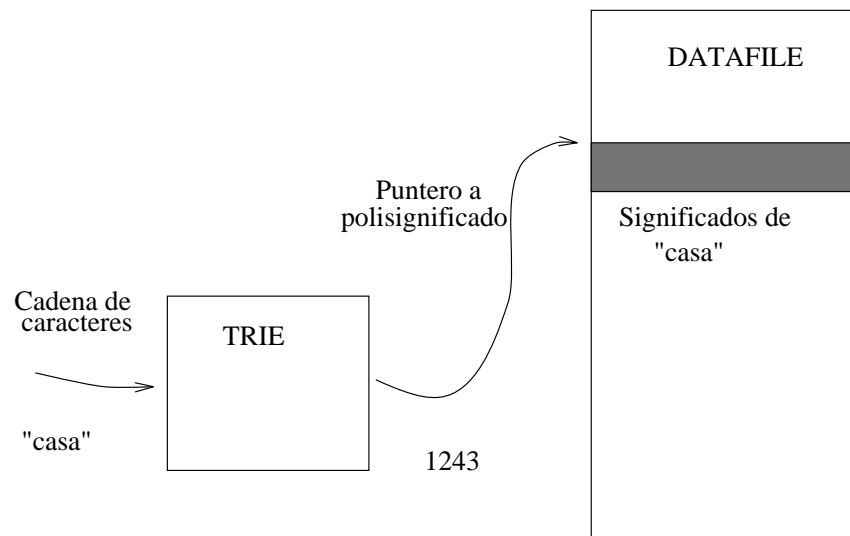 DATAFILE
Puntero a
polisignificado
Significados de
"casa"
Cadena de
caracteres
TRIE
"casa"
1243